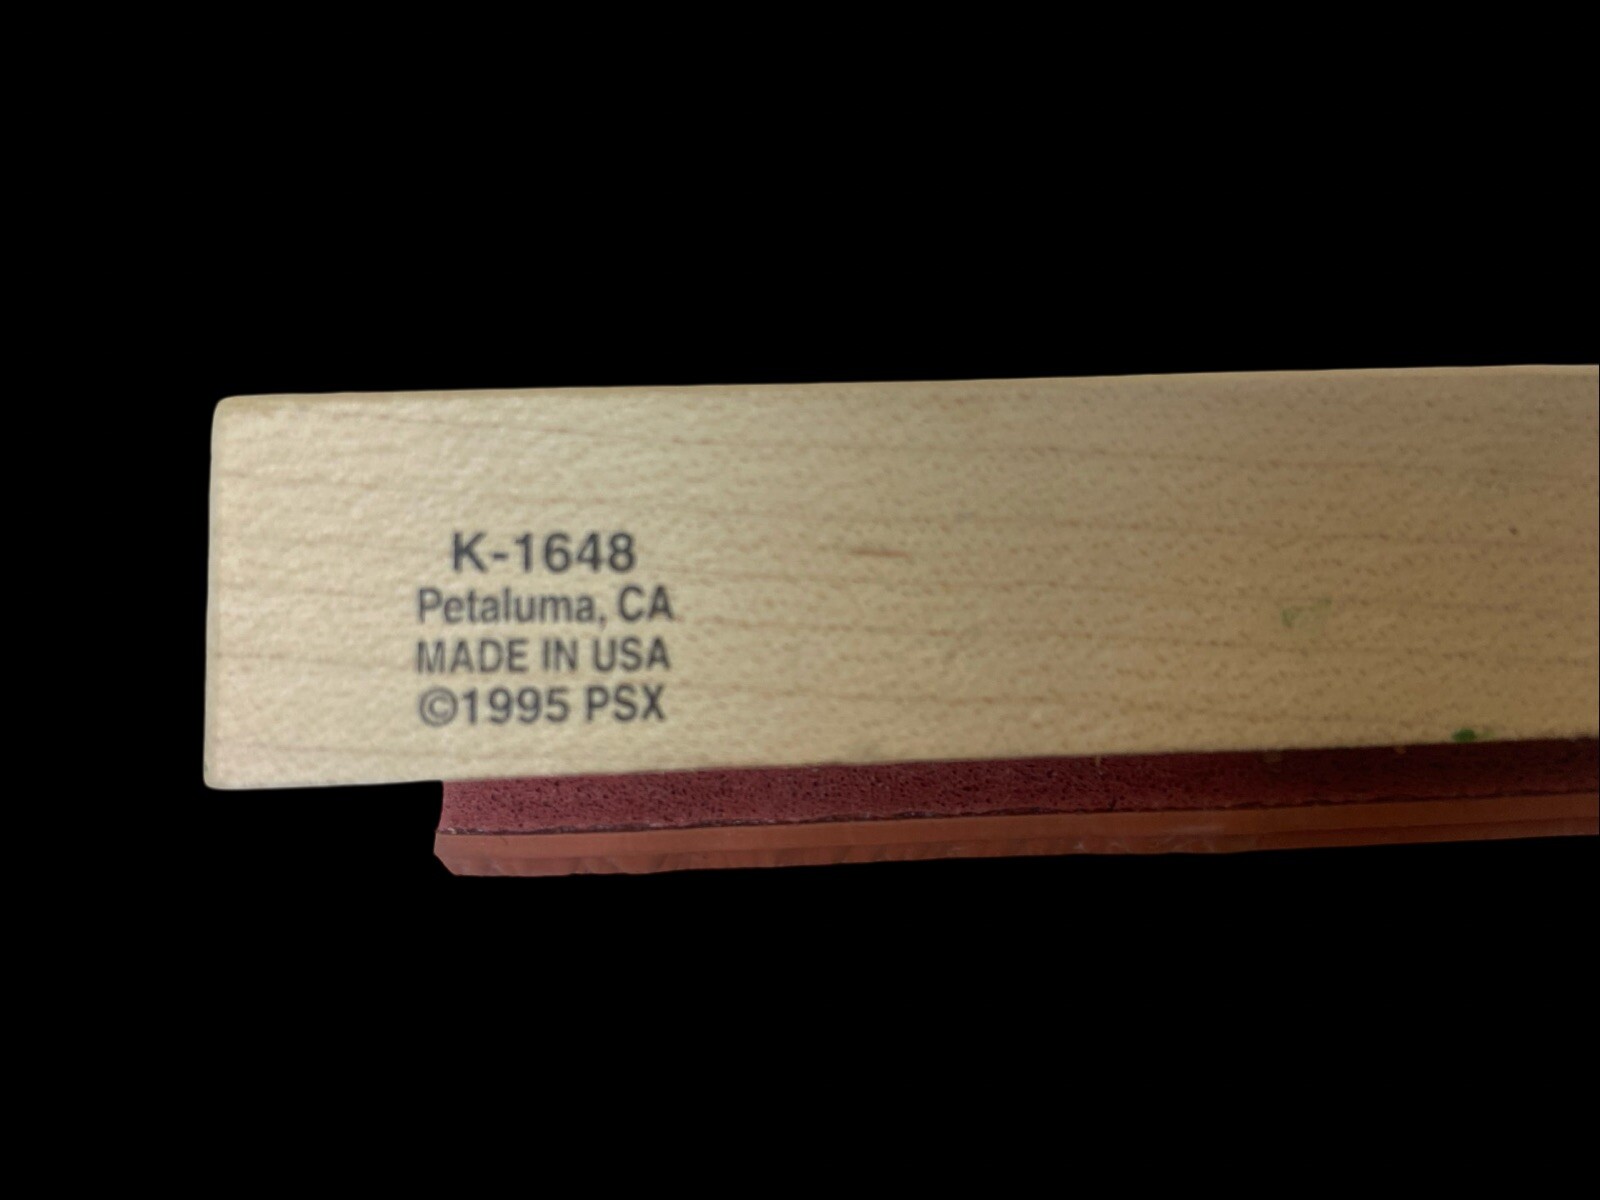 K-1648
Petaluma, CA
MADE IN USA
©1995 PSX